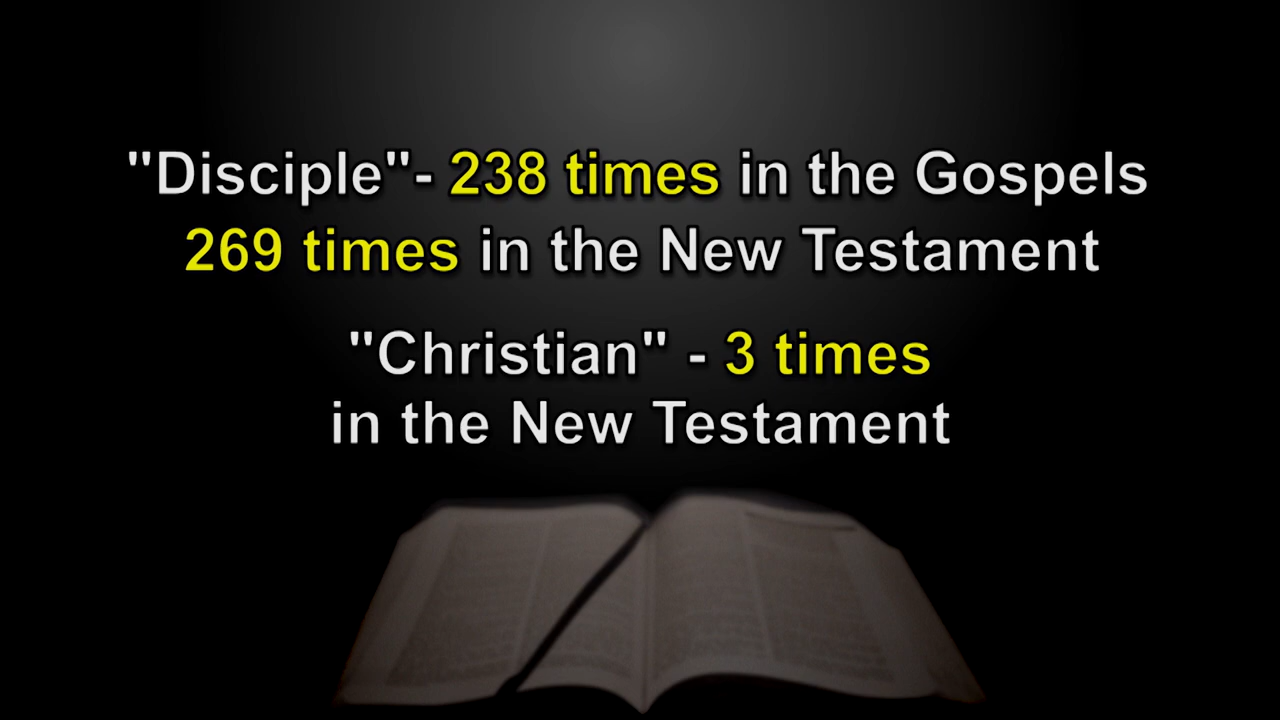 "Disciple"- 238 times in the Gospels
269 times in the New Testament
"Christian" - 3 times
in the New Testament